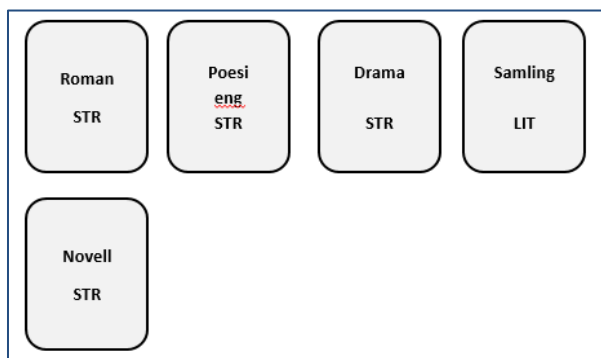 Roman
STR
Poesi
eng
STR
Drama
STR
Samling
LIT
Novell
STR